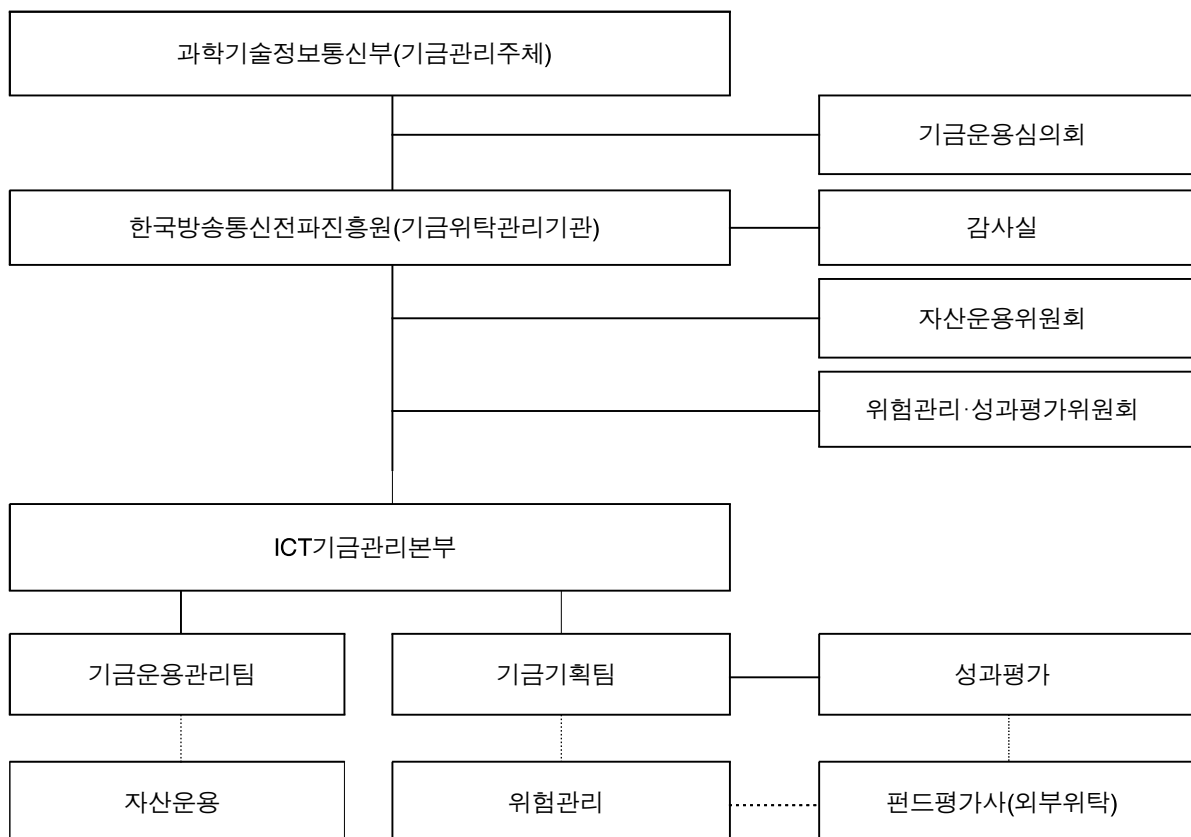 과학기술정보통신부(기금관리주체)
기금운용심의회
한국방송통신전파진흥원(기금위탁관리기관)
감사실
자산운용위원회
위험관리·성과평가위원회
ICT기금관리본부
기금운용관리팀
기금기획팀
성과평가
자산운용
위험관리
펀드평가사(외부위탁)